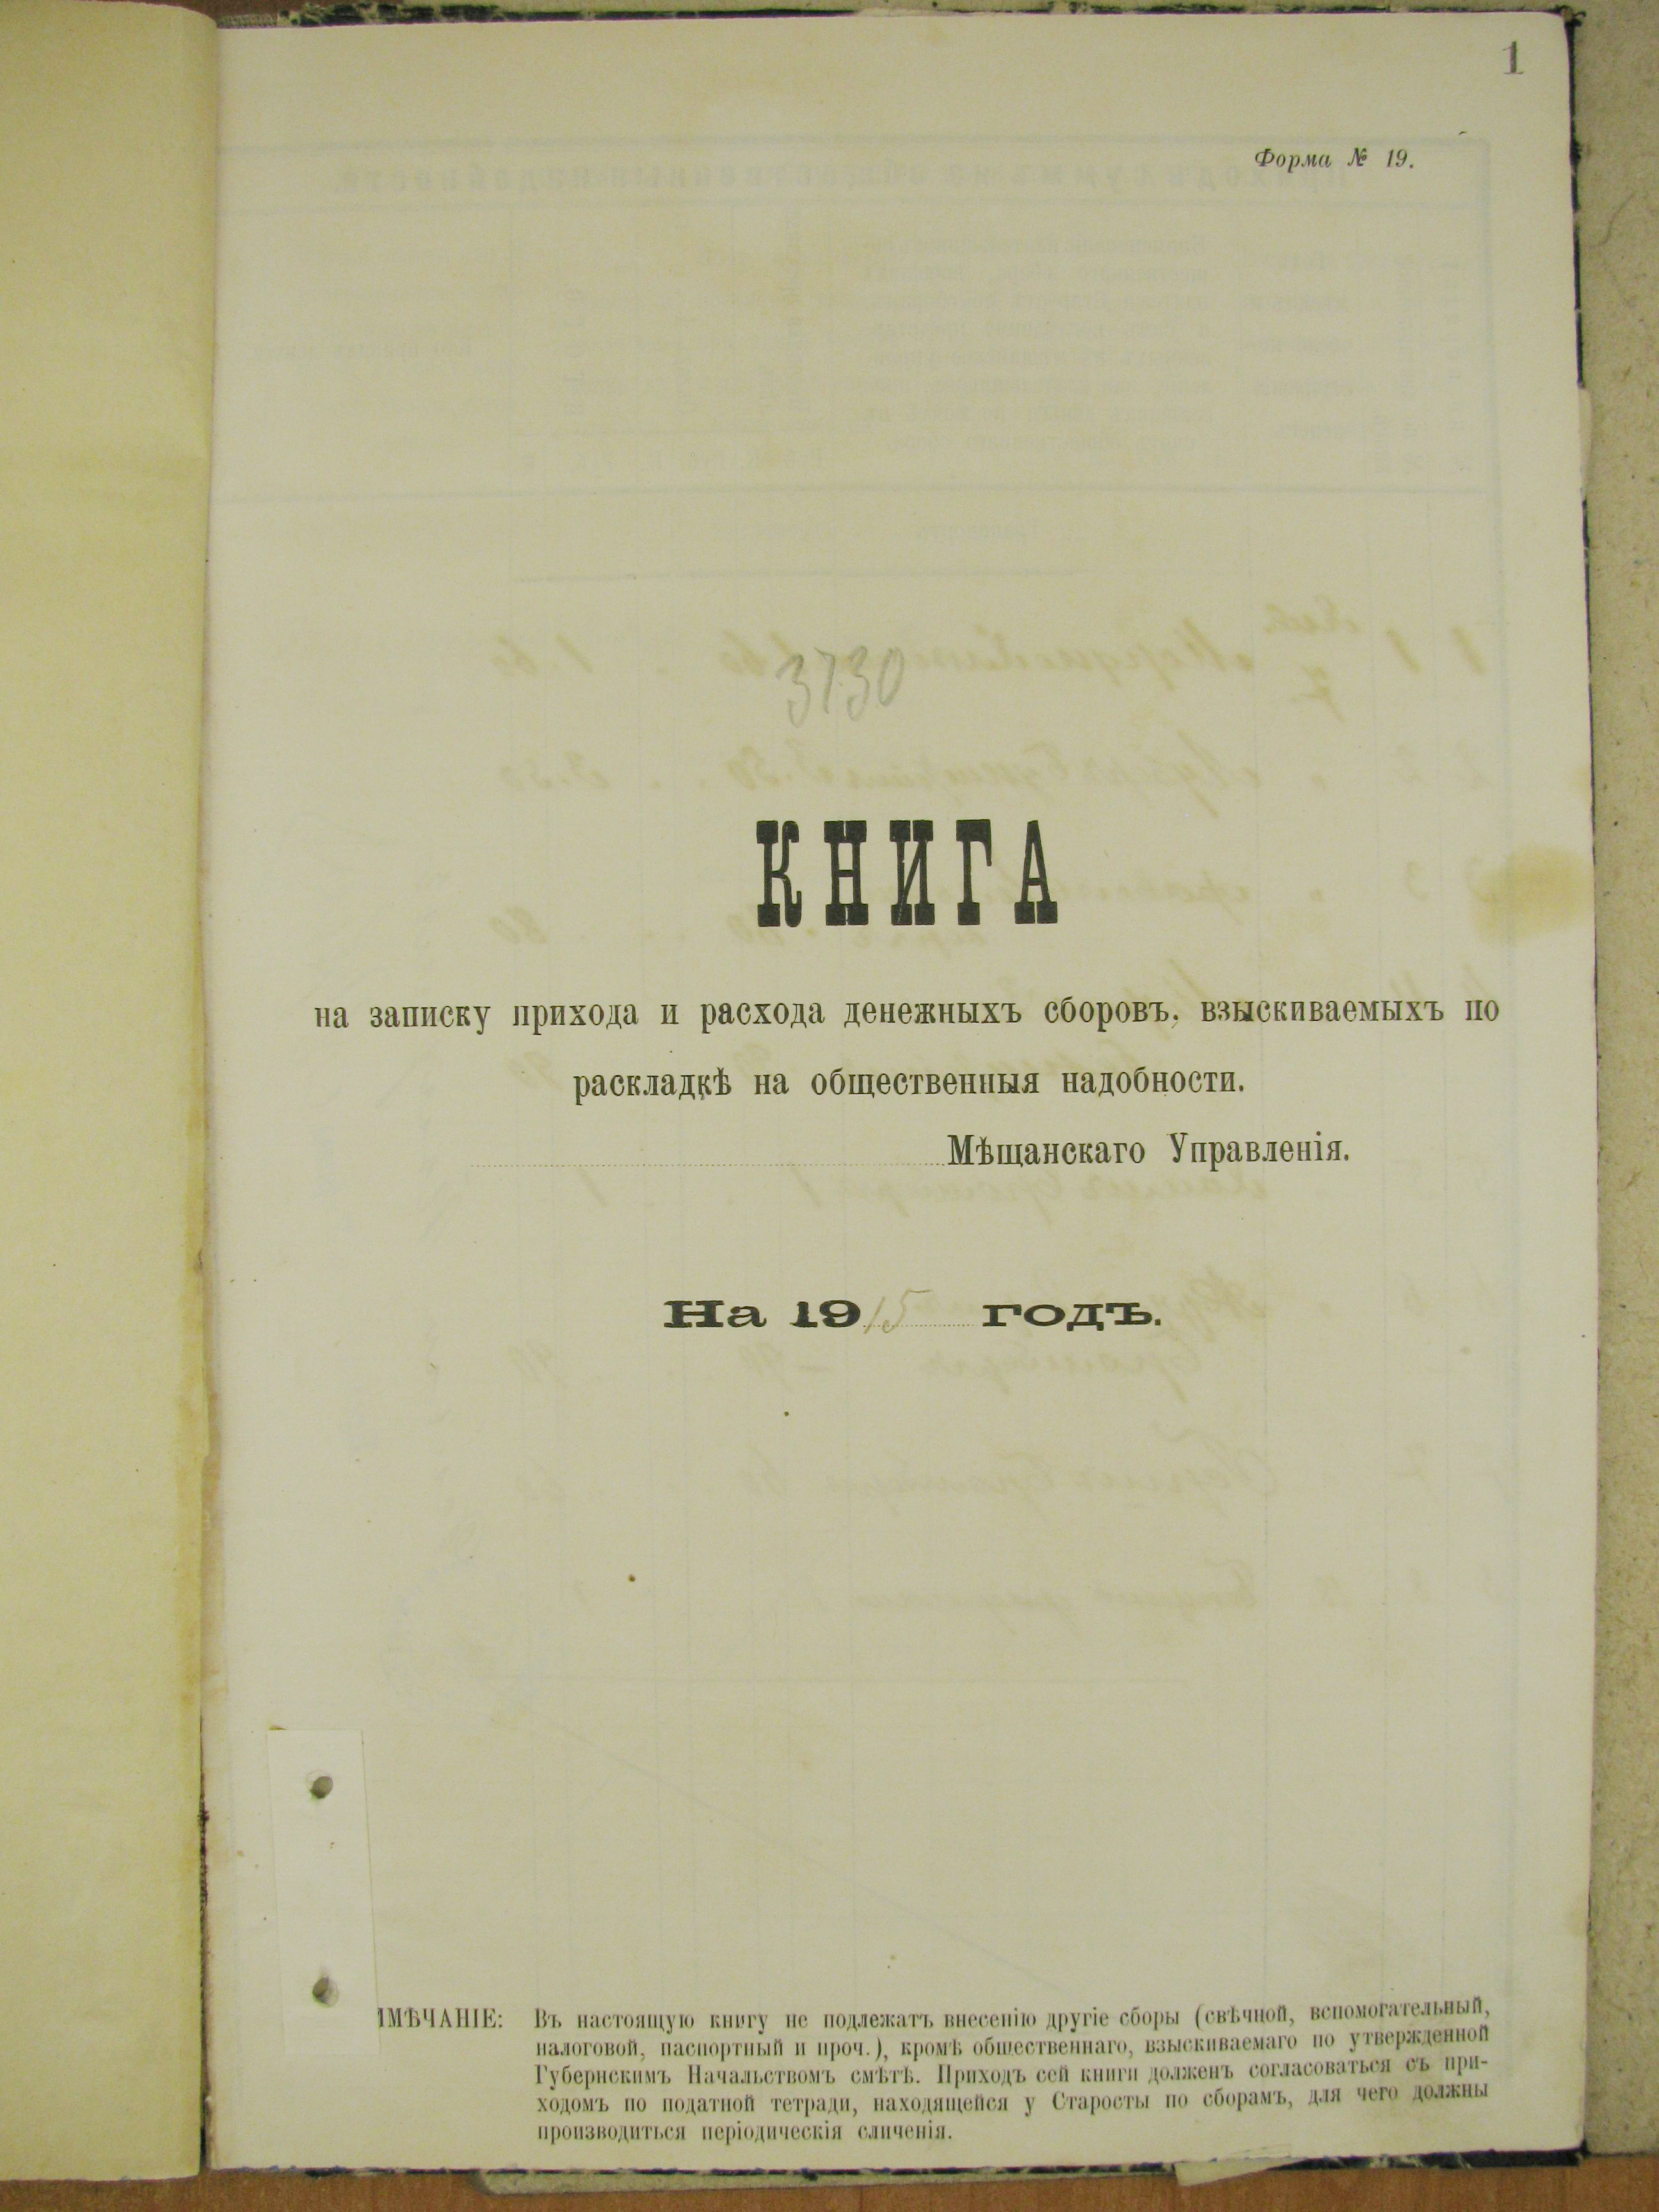 1
Форма № 19.
3730
КНИГА
на записку прихода и расхода денежныхъ сборовъ, взыскиваемыхъ по
раскладкѣ на общественныя надобности.
Мѣщанскаго Управленія.
На 1915 годъ.
ИМѢЧАНІЕ: Въ настоящую книгу не подлежатъ внесенію другіе сборы (свѣчной, вспомогательный,
налоговой, паспортный и проч.), кромѣ общественнаго, взыскиваемаго по утвержденной
Губернскимъ Начальствомъ смѣтѣ. Приходъ сей книги долженъ согласоваться съ при-
ходомъ по податной тетради, находящейся у Старосты по сборамъ, для чего должны
производиться періодическія сличенія.